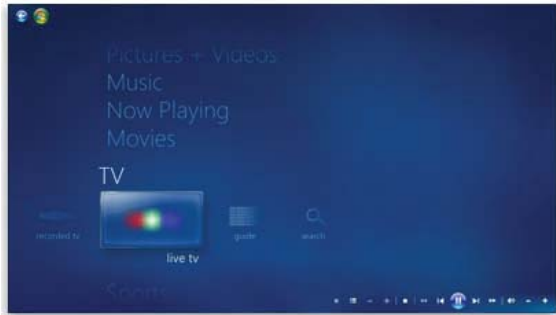 Pictures + Videos
Music
Now Playing
Movies
TV
recorded tv
guide
search
live tv
Sports